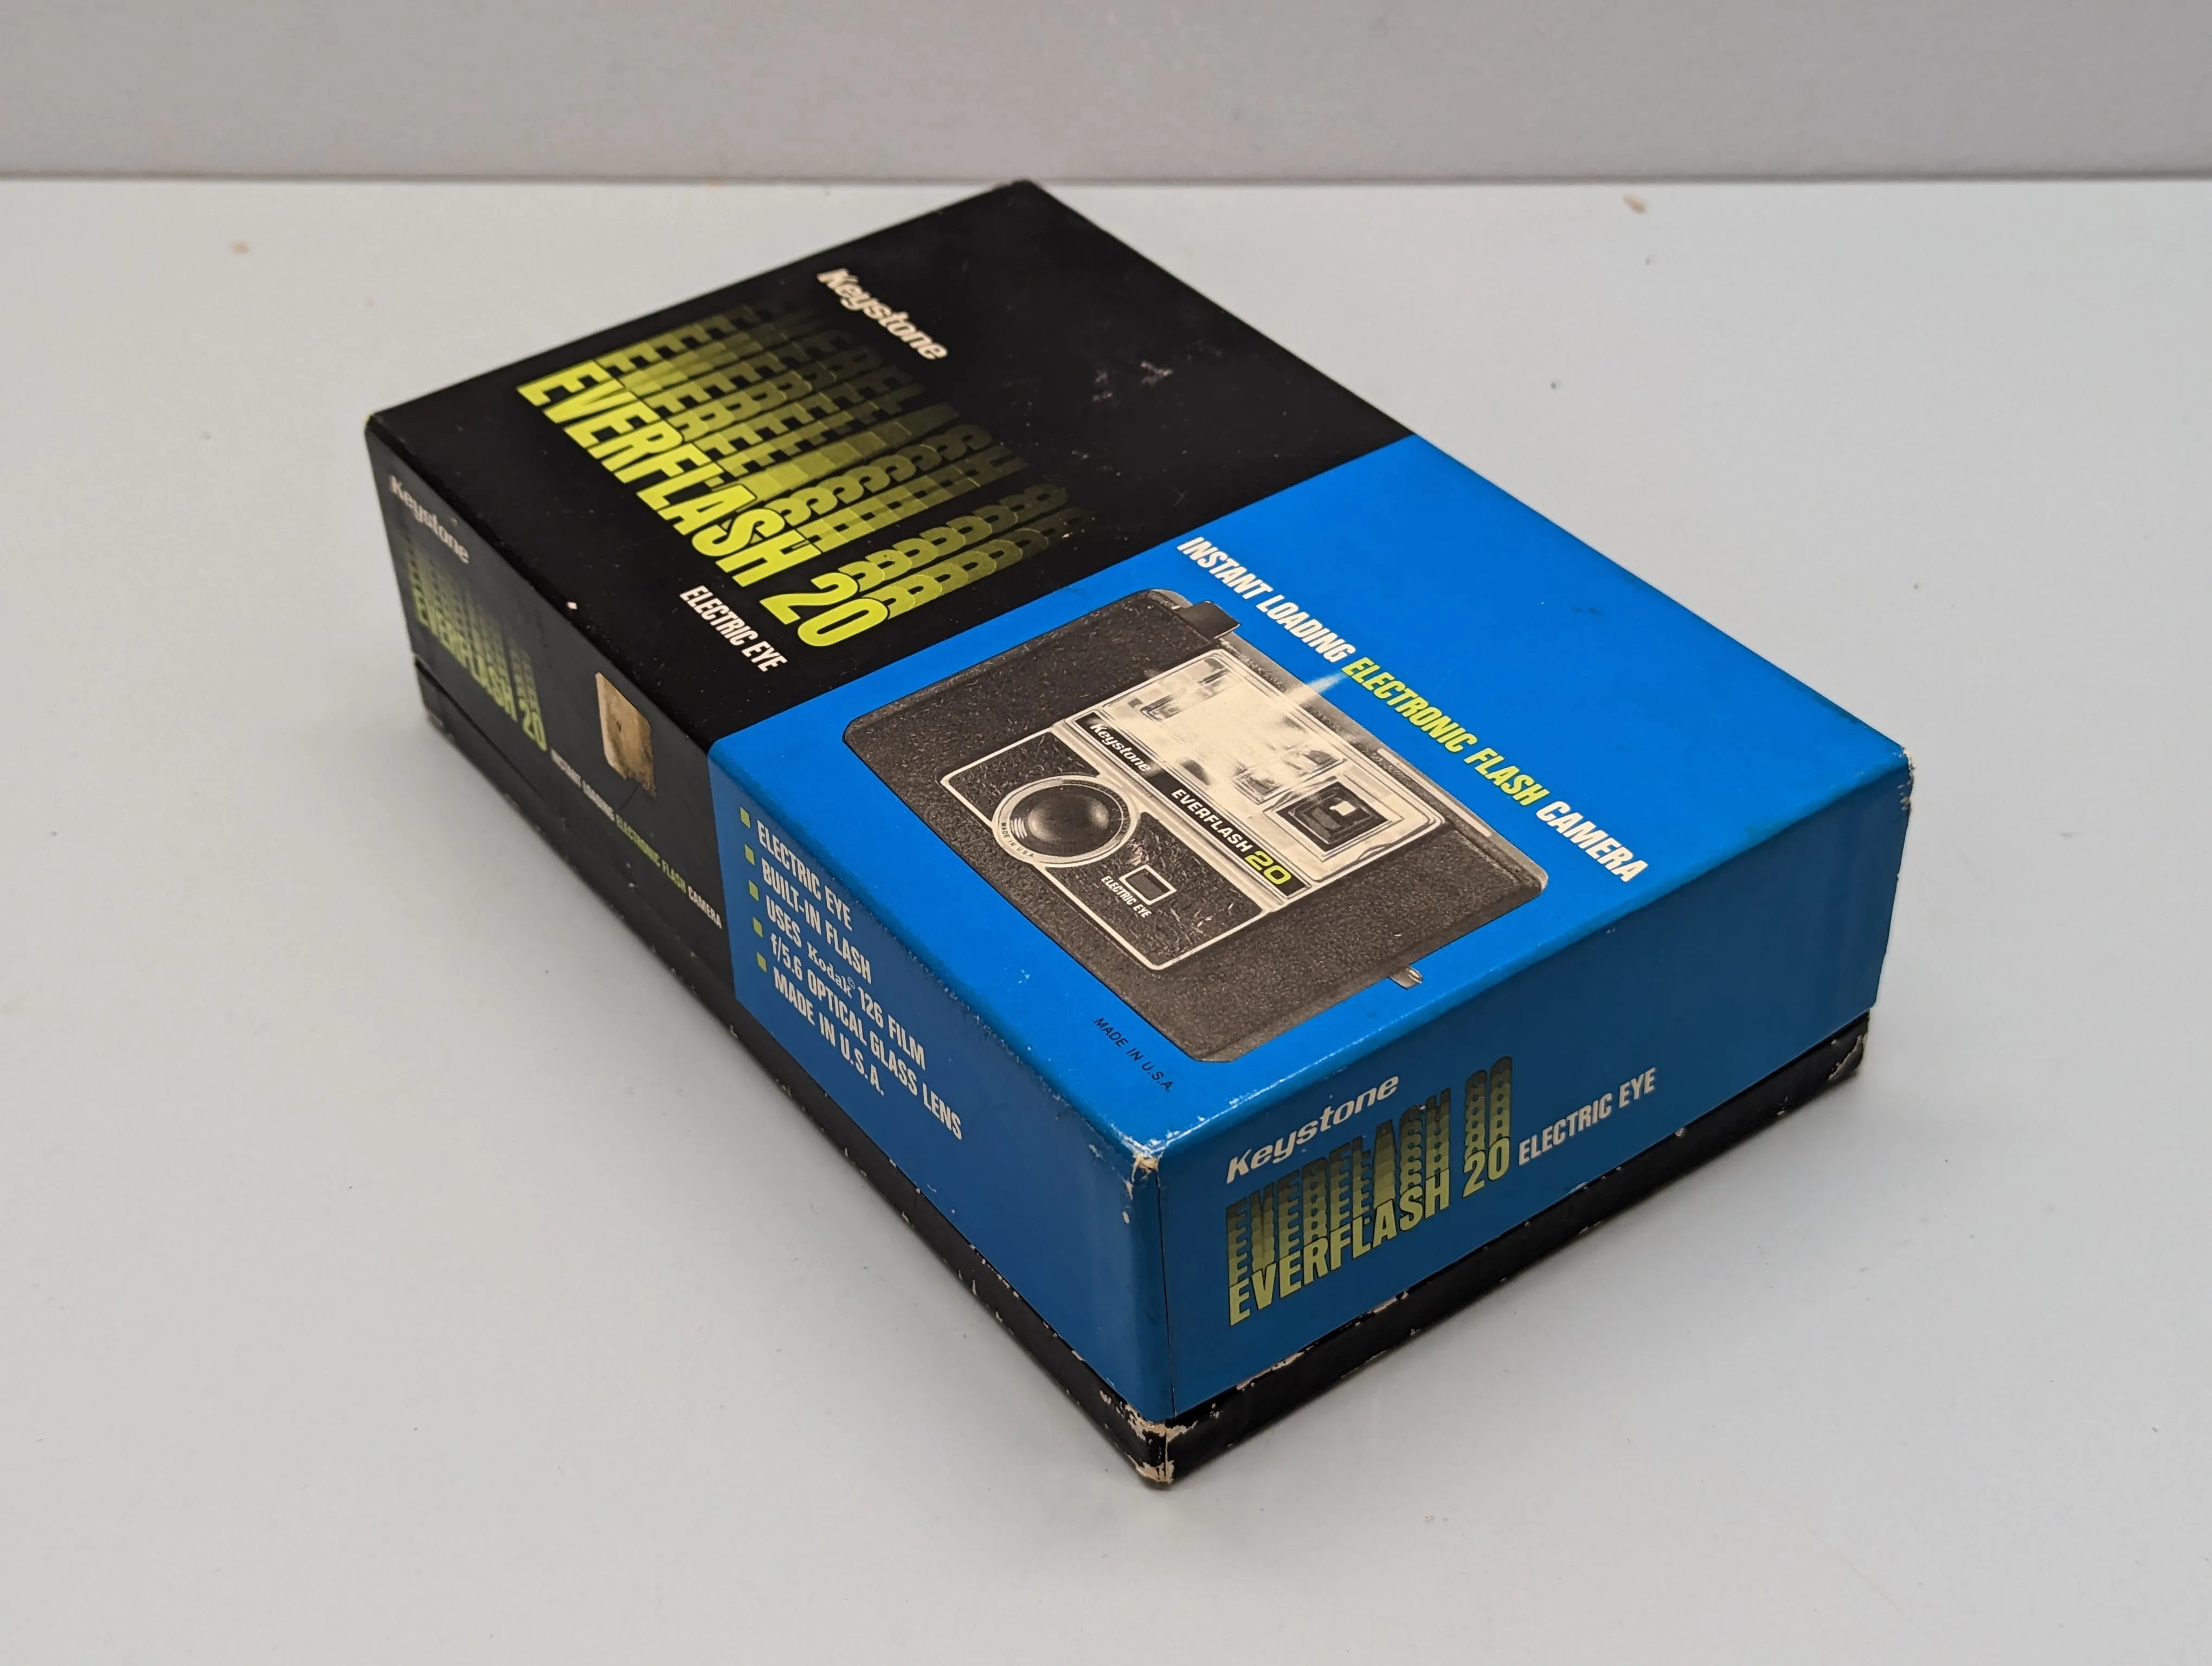 Keystone
EVERFLASH 20
ELECTRIC EYE
INSTANT LOADING ELECTRONIC FLASH CAMERA
Keystone
EVERFLASH 20
ELECTRIC EYE
MADE IN U.S.A.
MADE IN U.S.A.
Keystone
EVERFLASH 20
INSTANT LOADING ELECTRONIC FLASH CAMERA
ELECTRIC EYE
BUILT-IN FLASH
USES Kodak® 126 FILM
f/5.6 OPTICAL GLASS LENS
MADE IN U.S.A.
Keystone
EVERFLASH 20 ELECTRIC EYE